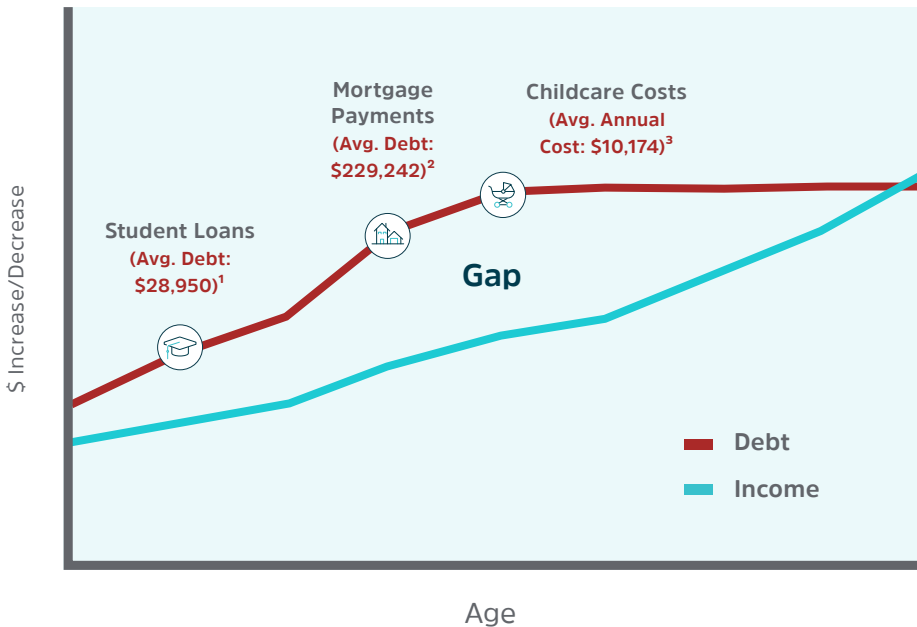 Mortgage
Payments
(Avg. Debt:
$229,242)²
Childcare Costs
(Avg. Annual
Cost: $10,174)³
Student Loans
(Avg. Debt:
$28,950)¹
Gap
$ Increase/Decrease
Debt
Income
Age